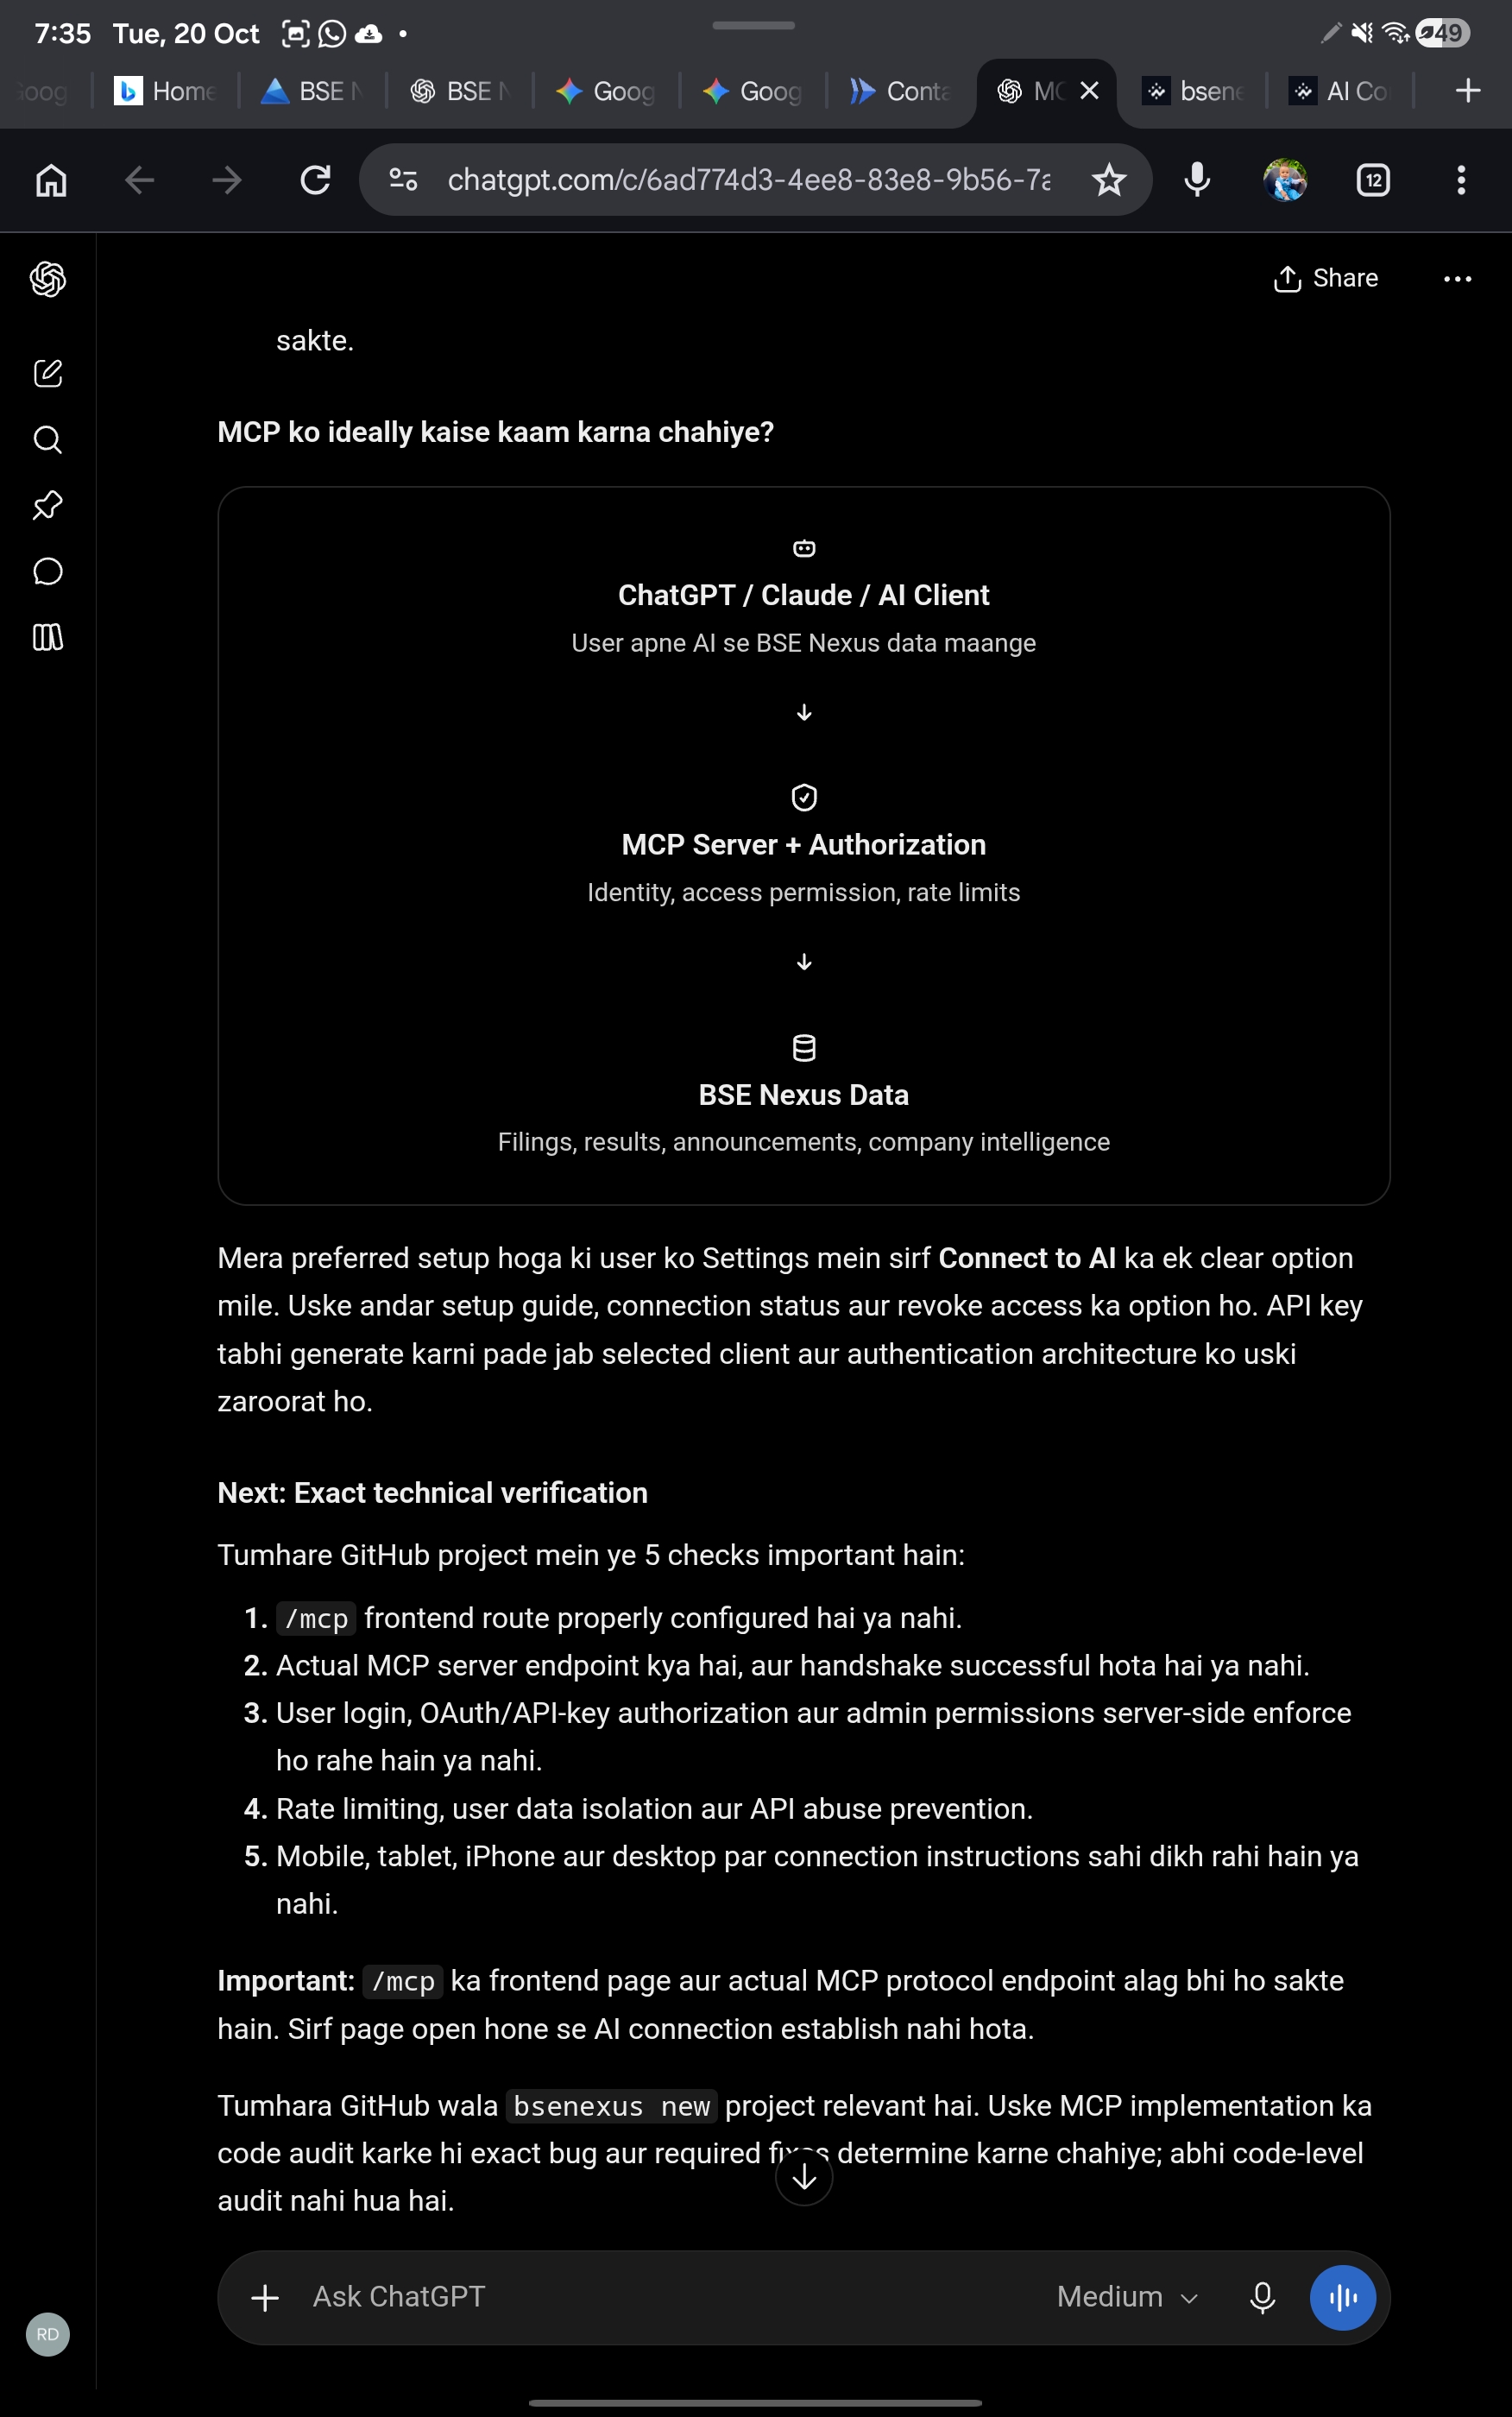 7:35 Tue, 20 Oct
49
Goog
Home
BSE N
BSE N
Goog
Goog
Conta
MC
bsene
AI Co
chatgpt.com/c/6ad774d3-4ee8-83e8-9b56-7a
12
Share
sakte.
MCP ko ideally kaise kaam karna chahiye?
ChatGPT / Claude / AI Client
User apne AI se BSE Nexus data maange
MCP Server + Authorization
Identity, access permission, rate limits
BSE Nexus Data
Filings, results, announcements, company intelligence
Mera preferred setup hoga ki user ko Settings mein sirf Connect to AI ka ek clear option
mile. Uske andar setup guide, connection status aur revoke access ka option ho. API key
tabhi generate karni pade jab selected client aur authentication architecture ko uski
zaroorat ho.
Next: Exact technical verification
Tumhare GitHub project mein ye 5 checks important hain:
1. /mcp frontend route properly configured hai ya nahi.
2. Actual MCP server endpoint kya hai, aur handshake successful hota hai ya nahi.
3. User login, OAuth/API-key authorization aur admin permissions server-side enforce
ho rahe hain ya nahi.
4. Rate limiting, user data isolation aur API abuse prevention.
5. Mobile, tablet, iPhone aur desktop par connection instructions sahi dikh rahi hain ya
nahi.
Important: /mcp ka frontend page aur actual MCP protocol endpoint alag bhi ho sakte
hain. Sirf page open hone se AI connection establish nahi hota.
Tumhara GitHub wala bsenexus new project relevant hai. Uske MCP implementation ka
code audit karke hi exact bug aur required fixes determine karne chahiye; abhi code-level
audit nahi hua hai.
Ask ChatGPT
Medium
RD